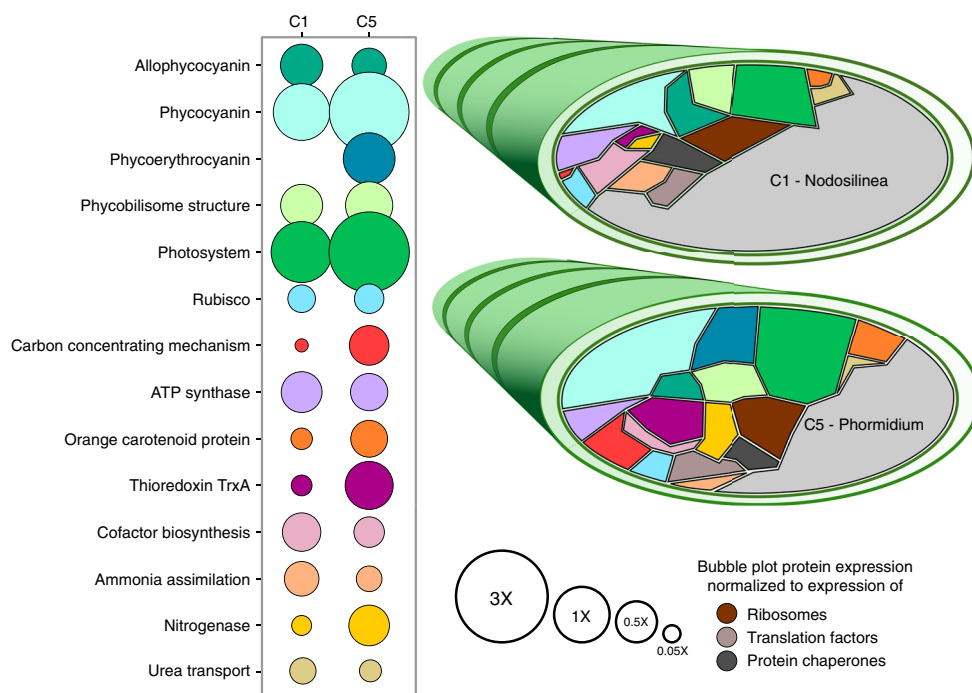 C1 C5
Allophycocyanin
Phycocyanin
Phycoerythrocyanin
Phycobilisome structure
Photosystem
Rubisco
Carbon concentrating mechanism
ATP synthase
Orange carotenoid protein
Thioredoxin TrxA
Cofactor biosynthesis
Ammonia assimilation
Nitrogenase
Urea transport
C1 - Nodosilinea
C5 - Phormidium
3X
1X
0.5X
0.05X
Bubble plot protein expression
normalized to expression of
Ribosomes
Translation factors
Protein chaperones